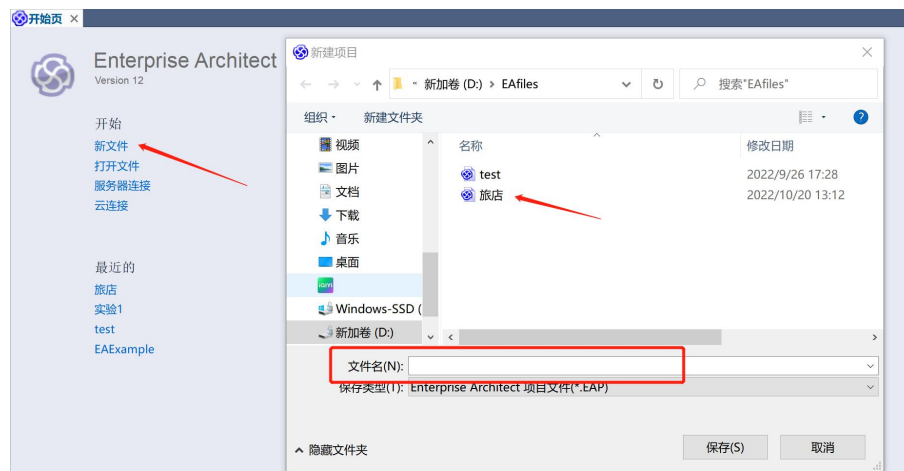 开始页 ×
Enterprise Architect
Version 12
开始
新文件
打开文件
服务器连接
云连接
最近的
旅店
实验1
test
EAExample
新建项目
« 新加卷 (D:) › EAfiles
搜索"EAfiles"
组织
新建文件夹
视频
图片
文档
下载
音乐
桌面
Windows-SSD (
新加卷 (D:)
名称 修改日期
test 2022/9/26 17:28
旅店 2022/10/20 13:12
文件名(N):
保存类型(T): Enterprise Architect 项目文件(*.EAP)
隐藏文件夹
保存(S)
取消